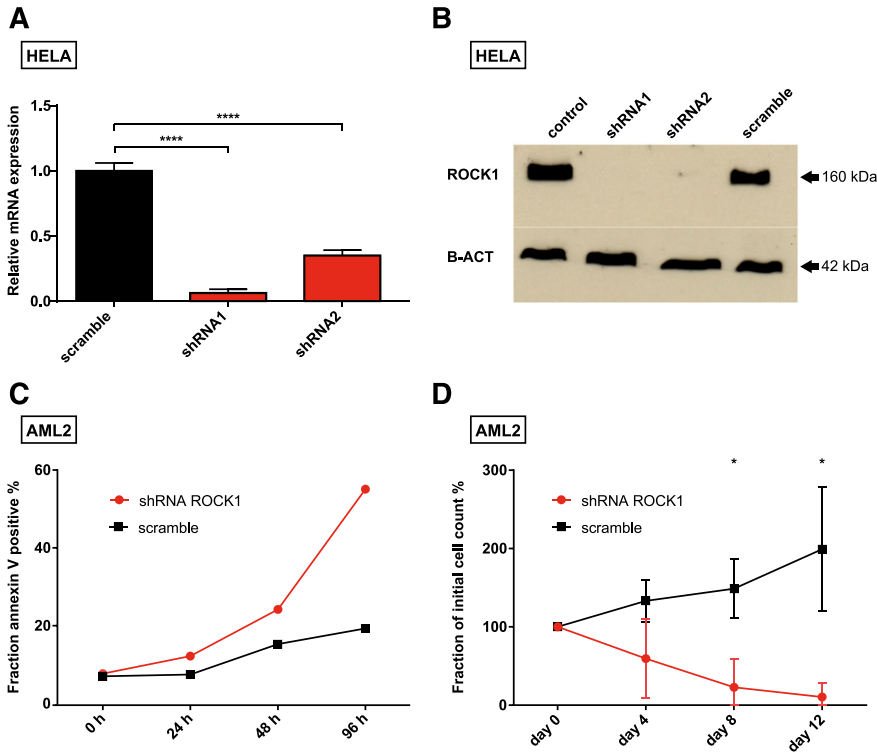 A
HELA
Relative mRNA expression
1.5
1.0
0.5
0.0
****
****
scramble
shRNA1
shRNA2
B
HELA
control
shRNA1
shRNA2
scramble
ROCK1
160 kDa
B-ACT
42 kDa
C
AML2
Fraction annexin V positive %
60
40
20
0
shRNA ROCK1
scramble
0 h
24 h
48 h
96 h
D
AML2
Fraction of initial cell count %
300
200
100
0
shRNA ROCK1
scramble
*
*
day 0
day 4
day 8
day 12